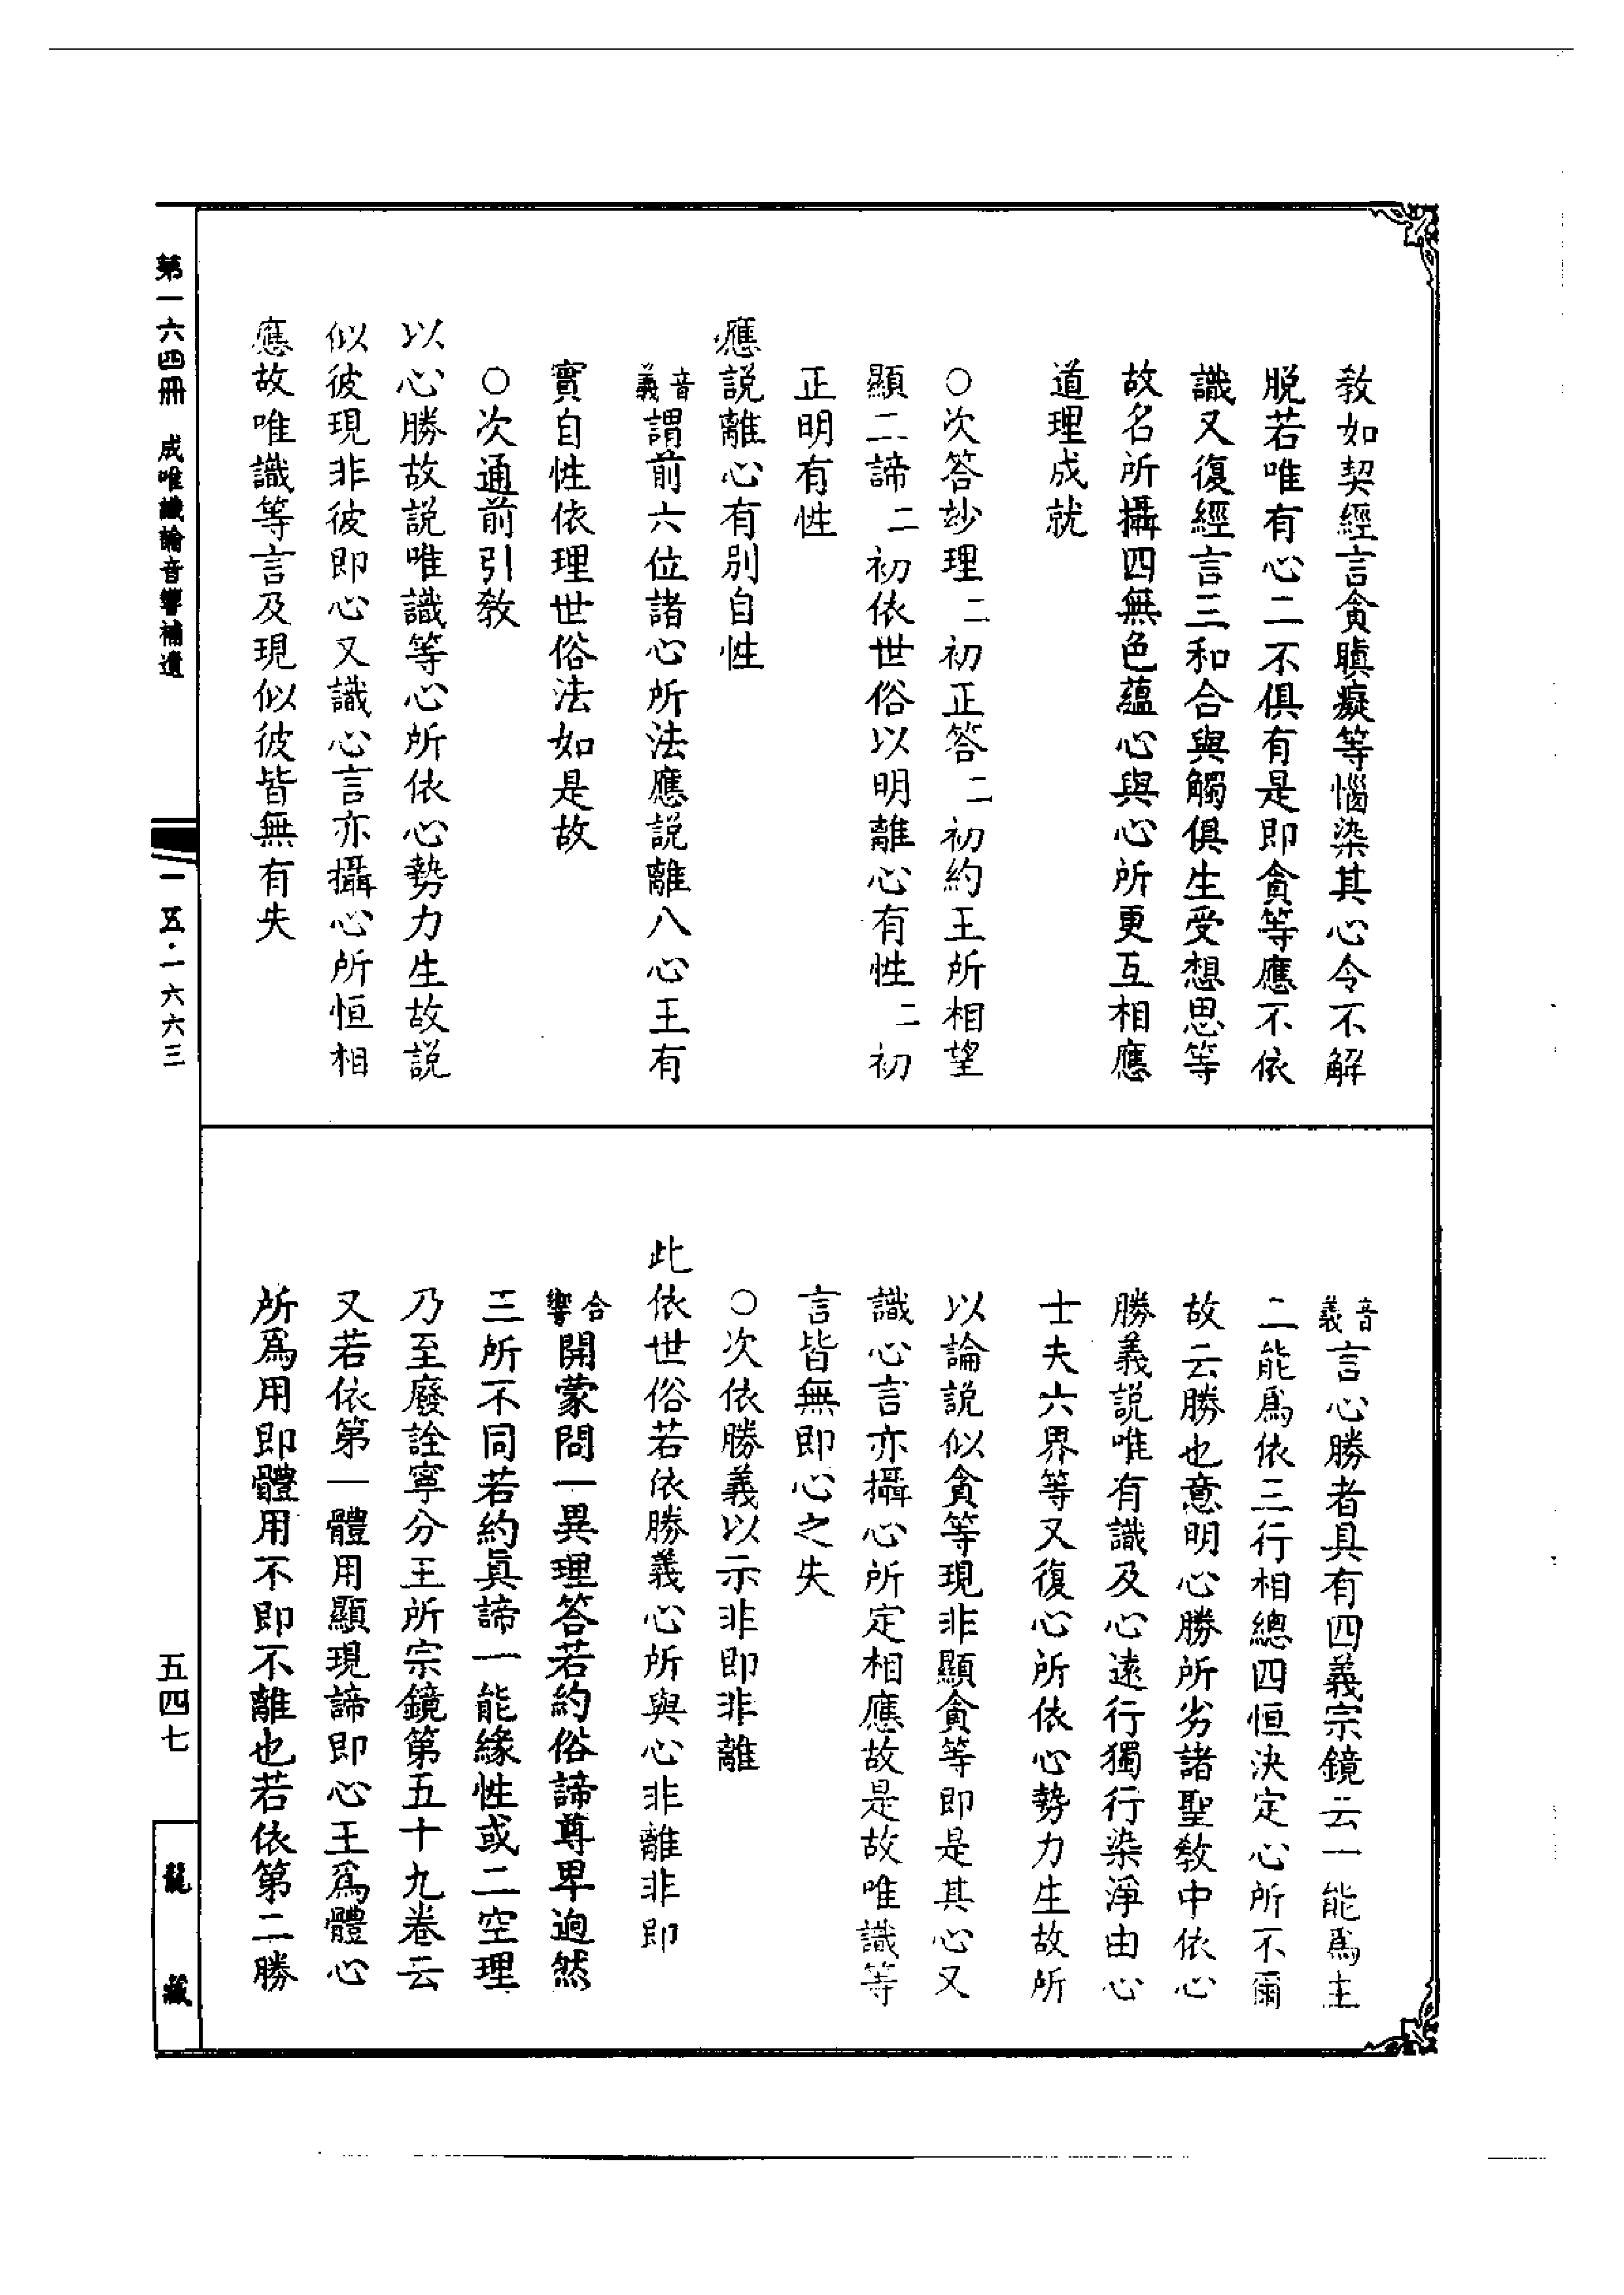 教如契經言貪瞋癡等惱染其心令不解
脫若唯有心二不俱有是即貪等應不依
識又復經言三和合與觸俱生受想思等
故名所攝四無色蘊心與心所更互相應
道理成就
○次答妙理二初正答二初約王所相望
顯二諦二初依世俗以明離心有性二初
正明有性
應說離心有別自性
音義謂前六位諸心所法應說離八心王有
實自性依理世俗法如是故
○次通前引教
以心勝故說唯識等心所依心勢力生故說
似彼現非彼即心又識心言亦攝心所恒相
應故唯識等言及現似彼皆無有失
音義言心勝者具有四義宗鏡云一能爲主
二能爲依三行相總四恒決定心所不爾
故云勝也意明心勝所劣諸聖教中依心
勝義說唯有識及心遠行獨行染淨由心
士夫六界等又復心所依心勢力生故所
以論說似貪等現非顯貪等即是其心又
識心言亦攝心所定相應故是故唯識等
言皆無即心之失
○次依勝義以示非即非離
此依世俗若依勝義心所與心非離非即
合響開蒙問一異理答若約俗諦尊卑迥然
三所不同若約眞諦一能緣性或二空理
乃至廢詮寧分王所宗鏡第五十九卷云
又若依第一體用顯現諦即心王爲體心
所爲用即體用不即不離也若依第二勝
第一六四冊　成唯識論音響補遺
一五·一六六三
五四七
龍藏